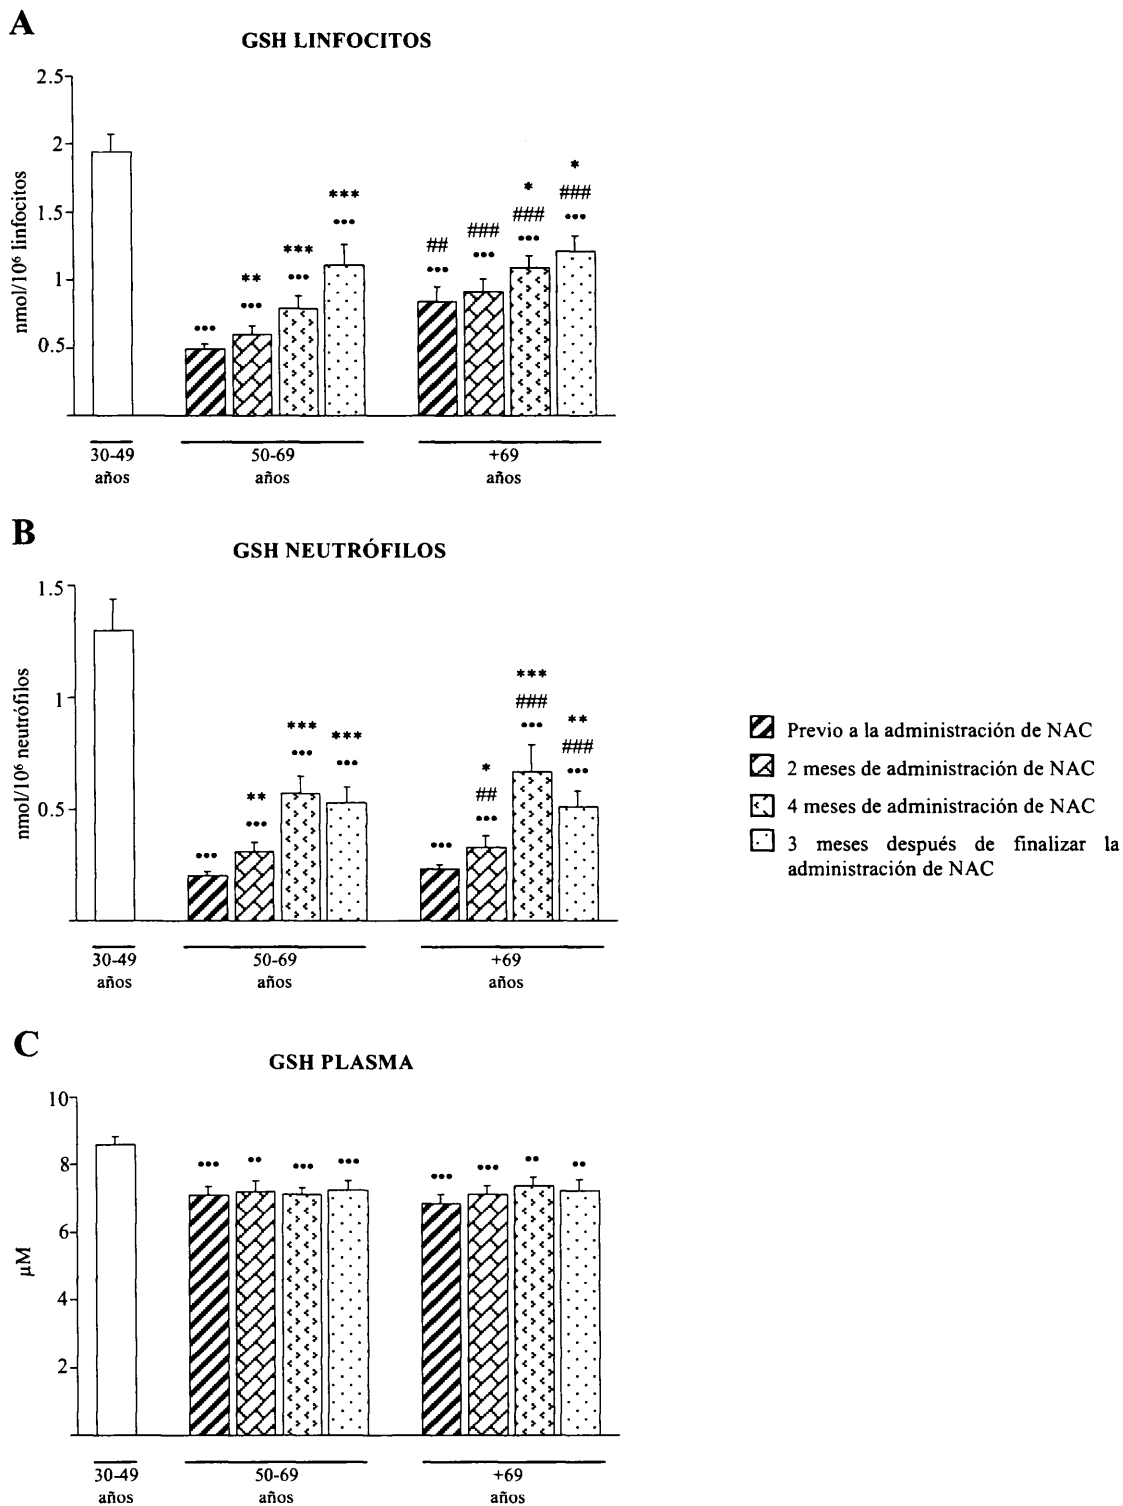 A
GSH LINFOCITOS
2.5
2
1.5
1
0.5
nmol/10⁶ linfocitos
***
***
**
•••
•••
•••
•••
*
###
•••
*
###
•••
###
•••
##
•••
30-49
años
50-69
años
+69
años
B
GSH NEUTRÓFILOS
1.5
1
0.5
nmol/10⁶ neutrófilos
•••
**
•••
***
•••
***
•••
•••
*
##
•••
***
###
•••
**
###
•••
30-49
años
50-69
años
+69
años
Previo a la administración de NAC
2 meses de administración de NAC
4 meses de administración de NAC
3 meses después de finalizar la
administración de NAC
C
GSH PLASMA
10
8
6
4
2
µM
•••
••
•••
•••
•••
•••
••
••
30-49
años
50-69
años
+69
años